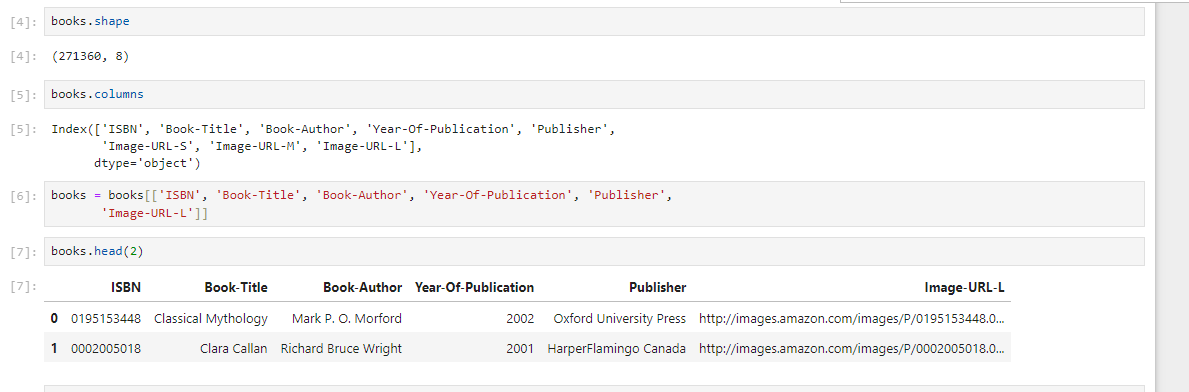 [4]: books.shape
[4]: (271360, 8)
[5]: books.columns
[5]: Index(['ISBN', 'Book-Title', 'Book-Author', 'Year-Of-Publication', 'Publisher',
'Image-URL-S', 'Image-URL-M', 'Image-URL-L'],
dtype='object')
[6]: books = books[['ISBN', 'Book-Title', 'Book-Author', 'Year-Of-Publication', 'Publisher',
'Image-URL-L']]
[7]: books.head(2)
[7]: ISBN Book-Title Book-Author Year-Of-Publication Publisher Image-URL-L
0 0195153448 Classical Mythology Mark P. O. Morford 2002 Oxford University Press http://images.amazon.com/images/P/0195153448.0...
1 0002005018 Clara Callan Richard Bruce Wright 2001 HarperFlamingo Canada http://images.amazon.com/images/P/0002005018.0...